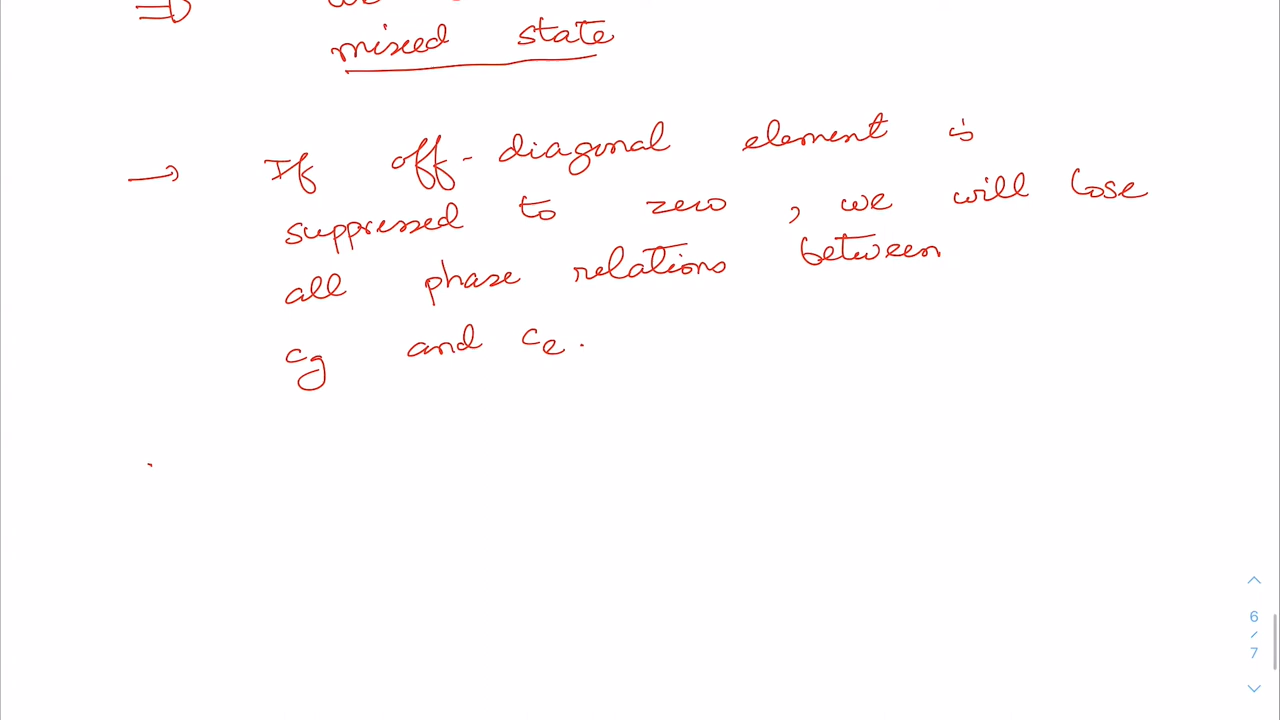 ⇒
mixed state
→ If off-diagonal element is
suppressed to zero, we will lose
all phase relations between
cg and ce.
6
/
7